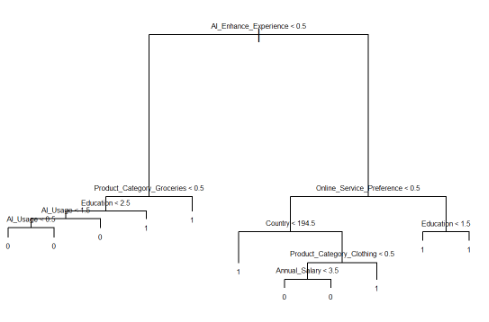 AI_Enhance_Experience < 0.5
Product_Category_Groceries < 0.5
Online_Service_Preference < 0.5
Education < 2.5
AI_Usage < 1.5
AI_Usage < 0.5
Country < 194.5
Education < 1.5
Product_Category_Clothing < 0.5
Annual_Salary < 3.5
0
0
0
1
1
1
0
0
1
1
1